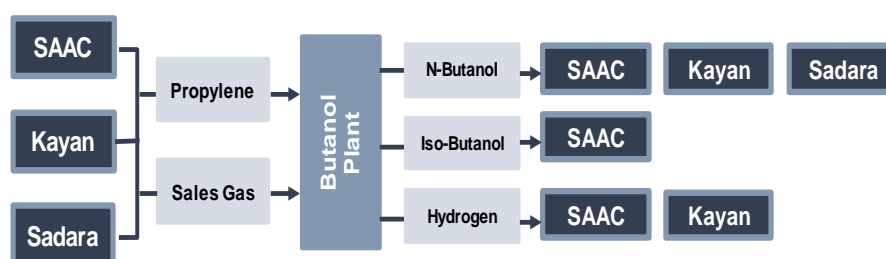 SAAC
Kayan
Sadara
Propylene
Sales Gas
Butanol
Plant
N-Butanol
SAAC
Kayan
Sadara
Iso-Butanol
SAAC
Hydrogen
SAAC
Kayan